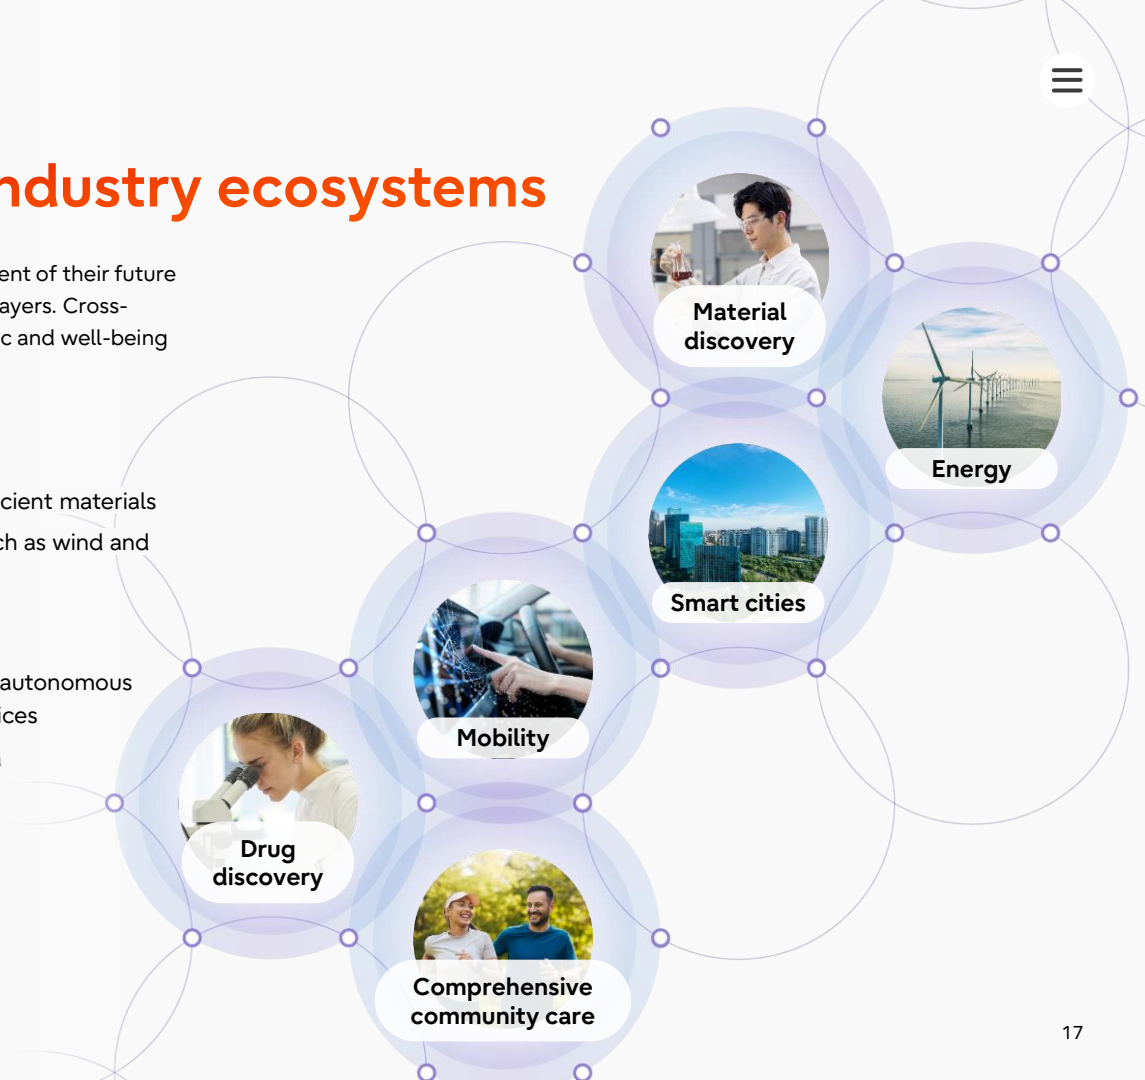 ndustry ecosystems
ent of their future
ayers. Cross-
c and well-being
cient materials
ch as wind and
autonomous
ices
Material
discovery
Energy
Smart cities
Mobility
Drug
discovery
Comprehensive
community care
17